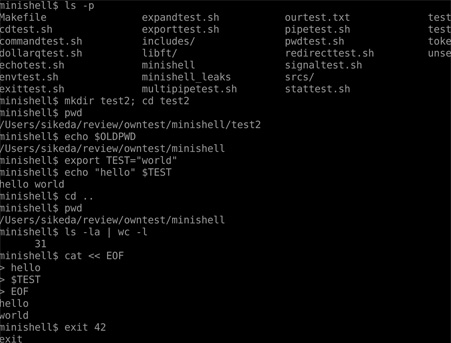 minishell$ ls -p
Makefile expandtest.sh ourtest.txt test
cdtest.sh exporttest.sh pipetest.sh test
commandtest.sh includes/ pwdtest.sh toke
dollarqtest.sh libft/ redirecttest.sh unse
echotest.sh minishell signaltest.sh
envtest.sh minishell_leaks srcs/
exittest.sh multipipetest.sh stattest.sh
minishell$ mkdir test2; cd test2
minishell$ pwd
/Users/sikeda/review/owntest/minishell/test2
minishell$ echo $OLDPWD
/Users/sikeda/review/owntest/minishell
minishell$ export TEST="world"
minishell$ echo "hello" $TEST
hello world
minishell$ cd ..
minishell$ pwd
/Users/sikeda/review/owntest/minishell
minishell$ ls -la | wc -l
31
minishell$ cat << EOF
> hello
> $TEST
> EOF
hello
world
minishell$ exit 42
exit